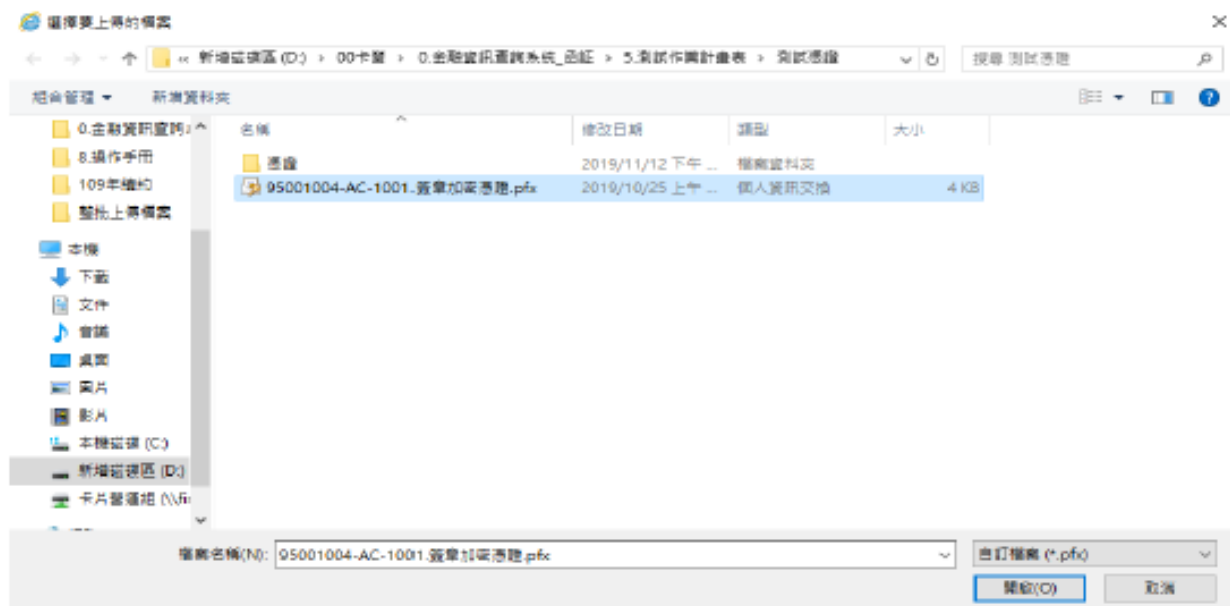 選擇要上傳的檔案
« 新增磁碟區 (D:) › 00卡盟 › 0.金融資訊查詢系統_函証 › 5.測試作業計畫表 › 測試憑證
搜尋 測試憑證
組合管理 新增資料夾
0.金融資訊查詢
8.操作手冊
109年續約
整批上傳檔案
本機
下載
文件
音樂
桌面
圖片
影片
本機磁碟 (C:)
新增磁碟區 (D:)
卡片營運組 (\\fi
名稱 修改日期 類型 大小
憑證 2019/11/12 下午 ... 檔案資料夾
95001004-AC-1001.簽章加密憑證.pfx 2019/10/25 上午 ... 個人資訊交換 4 KB
檔案名稱(N): 95001004-AC-1001.簽章加密憑證.pfx 自訂檔案 (*.pfx)
開啟(O) 取消